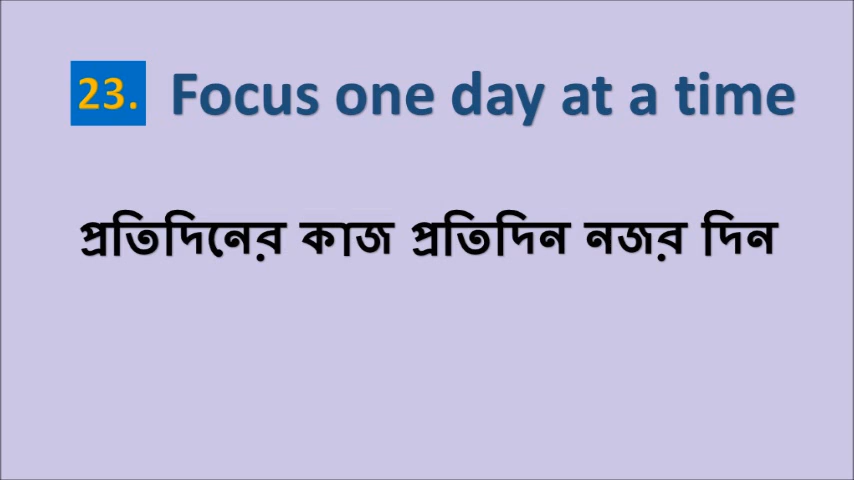 23. Focus one day at a time
প্রতিদিনের কাজ প্রতিদিন নজর দিন